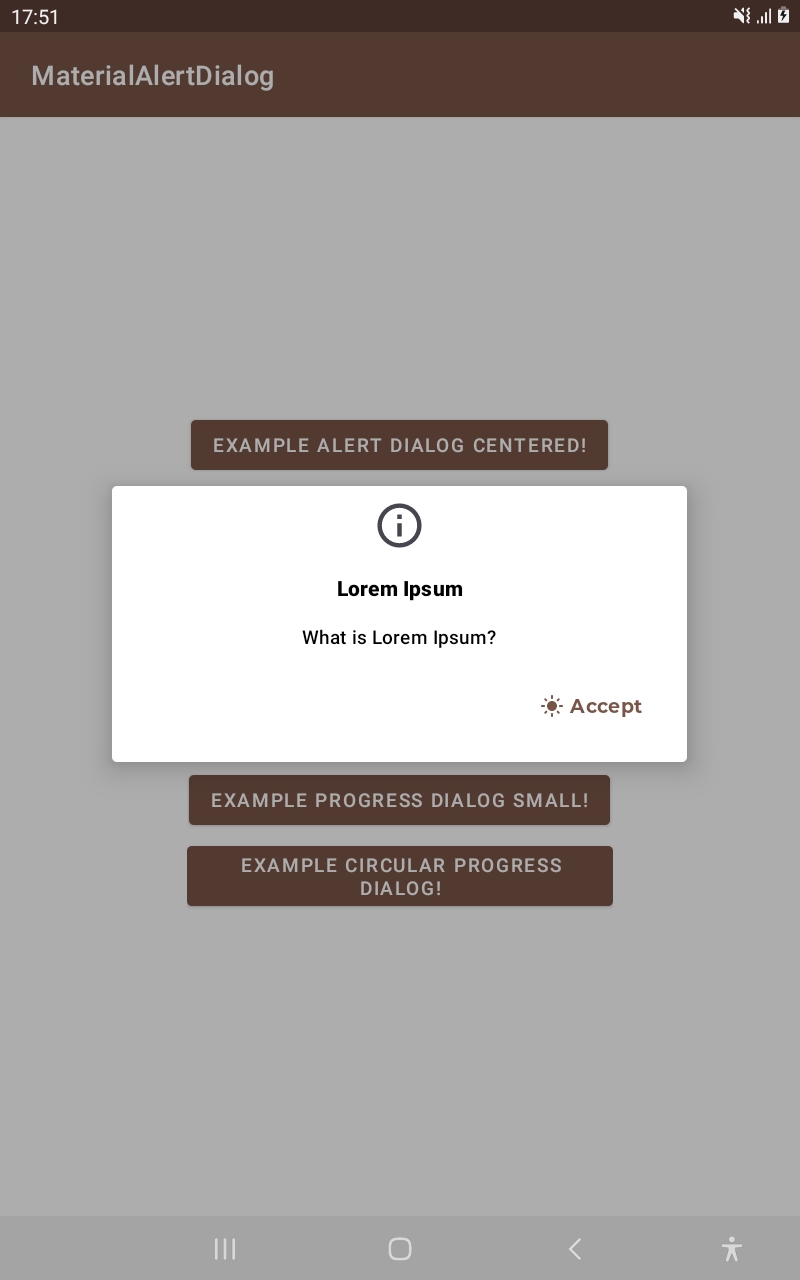 17:51
MaterialAlertDialog
EXAMPLE ALERT DIALOG CENTERED!
Lorem Ipsum
What is Lorem Ipsum?
Accept
EXAMPLE PROGRESS DIALOG SMALL!
EXAMPLE CIRCULAR PROGRESS
DIALOG!